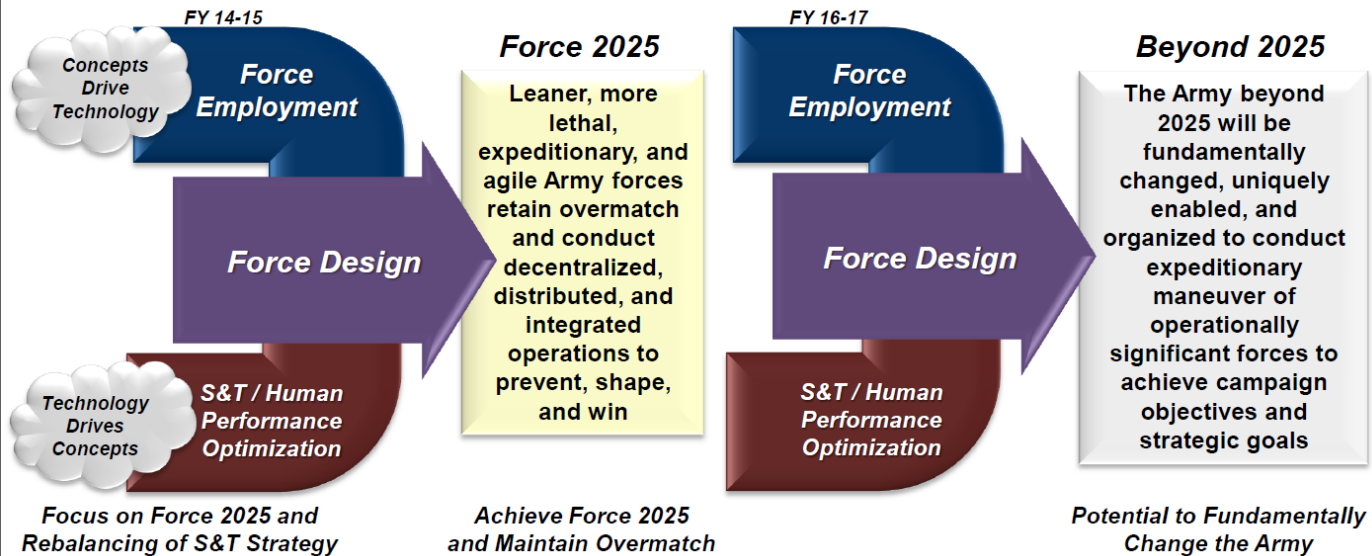 FY 14-15
Concepts
Drive
Technology
Force
Employment
Force Design
Technology
Drives
Concepts
S&T / Human
Performance
Optimization
Focus on Force 2025 and
Rebalancing of S&T Strategy
Force 2025
Leaner, more
lethal,
expeditionary, and
agile Army forces
retain overmatch
and conduct
decentralized,
distributed, and
integrated
operations to
prevent, shape,
and win
Achieve Force 2025
and Maintain Overmatch
FY 16-17
Force
Employment
Force Design
S&T / Human
Performance
Optimization
Beyond 2025
The Army beyond
2025 will be
fundamentally
changed, uniquely
enabled, and
organized to conduct
expeditionary
maneuver of
operationally
significant forces to
achieve campaign
objectives and
strategic goals
Potential to Fundamentally
Change the Army